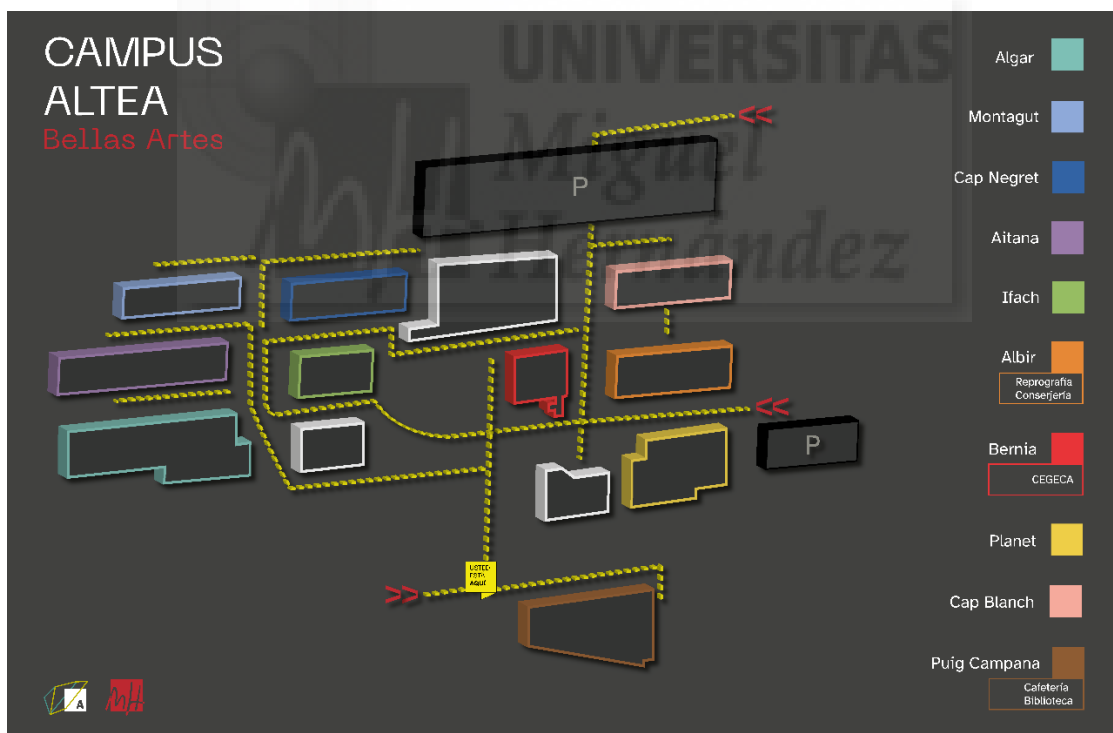 CAMPUS
ALTEA
Bellas Artes
UNIVERSITAS
Miguel
Hernández
<<
P
<<
P
USTED
ESTA
AQUÍ
>>
Algar
Montagut
Cap Negret
Aitana
Ifach
Albir
Reprografía
Conserjería
Bernia
CEGECA
Planet
Cap Blanch
Puig Campana
Cafetería
Biblioteca
A